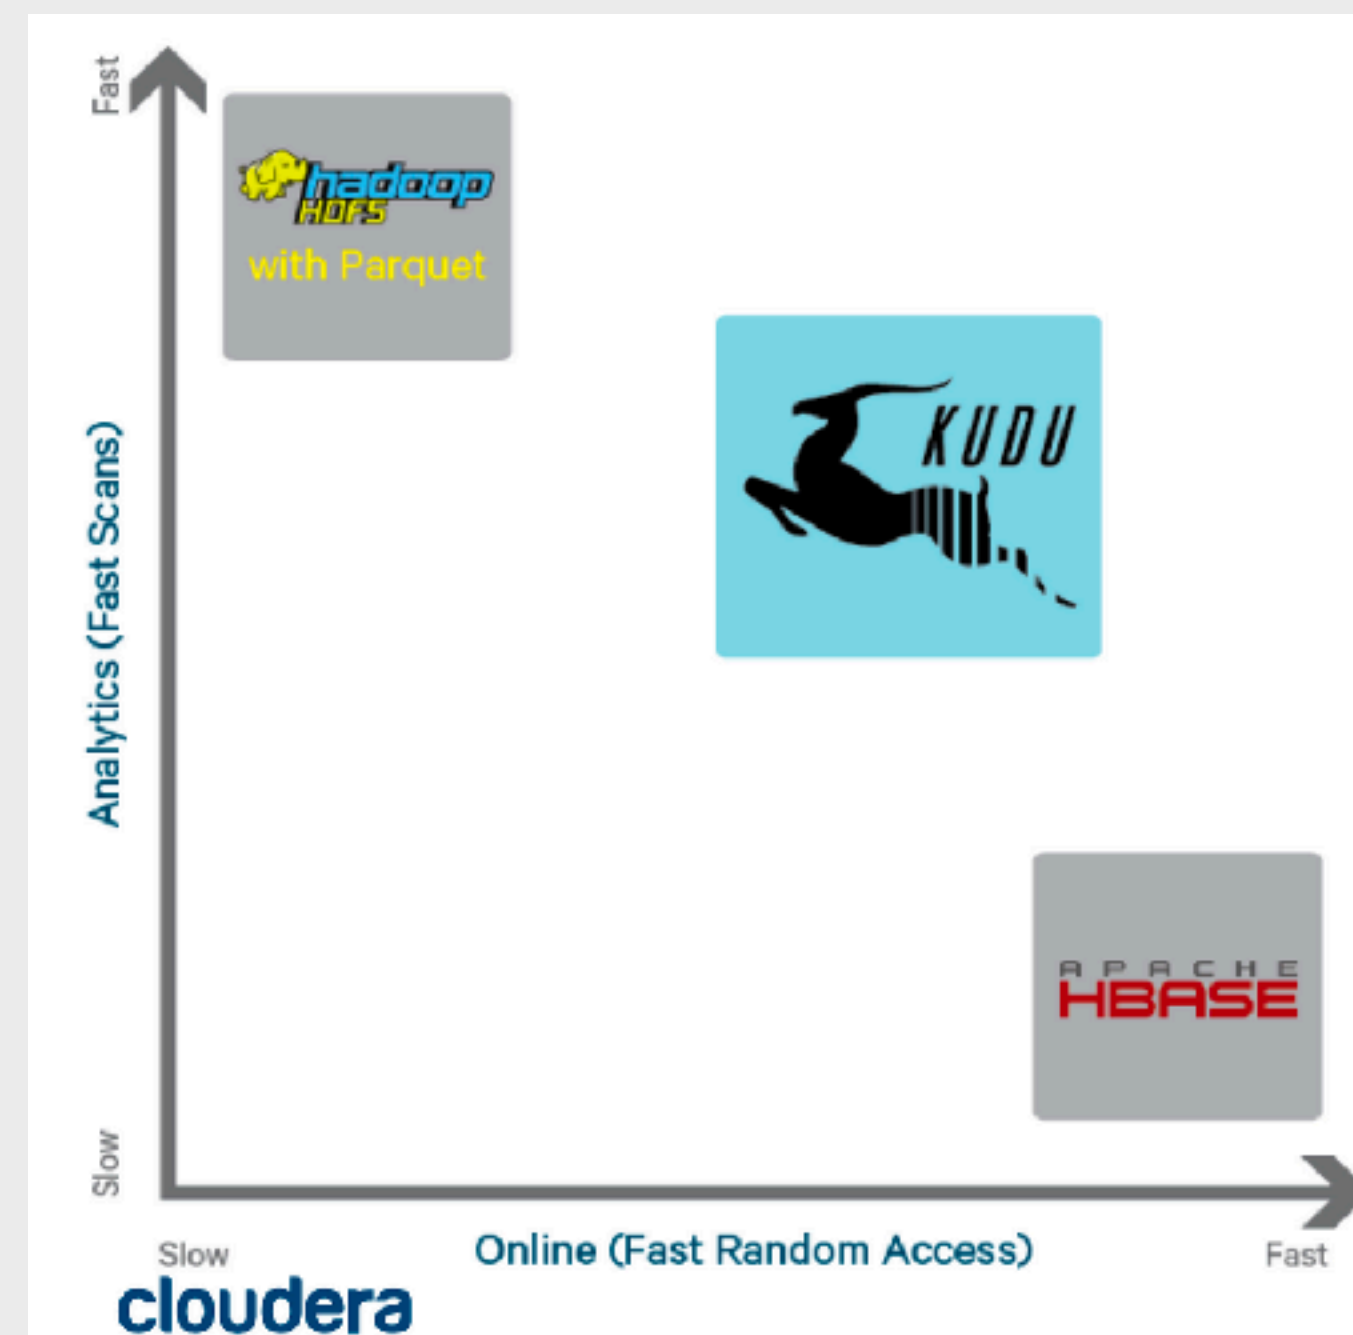 Fast
hadoop
HDFS
with Parquet
KUDU
Analytics (Fast Scans)
APACHE
HBASE
Slow
Slow
Online (Fast Random Access)
Fast
cloudera